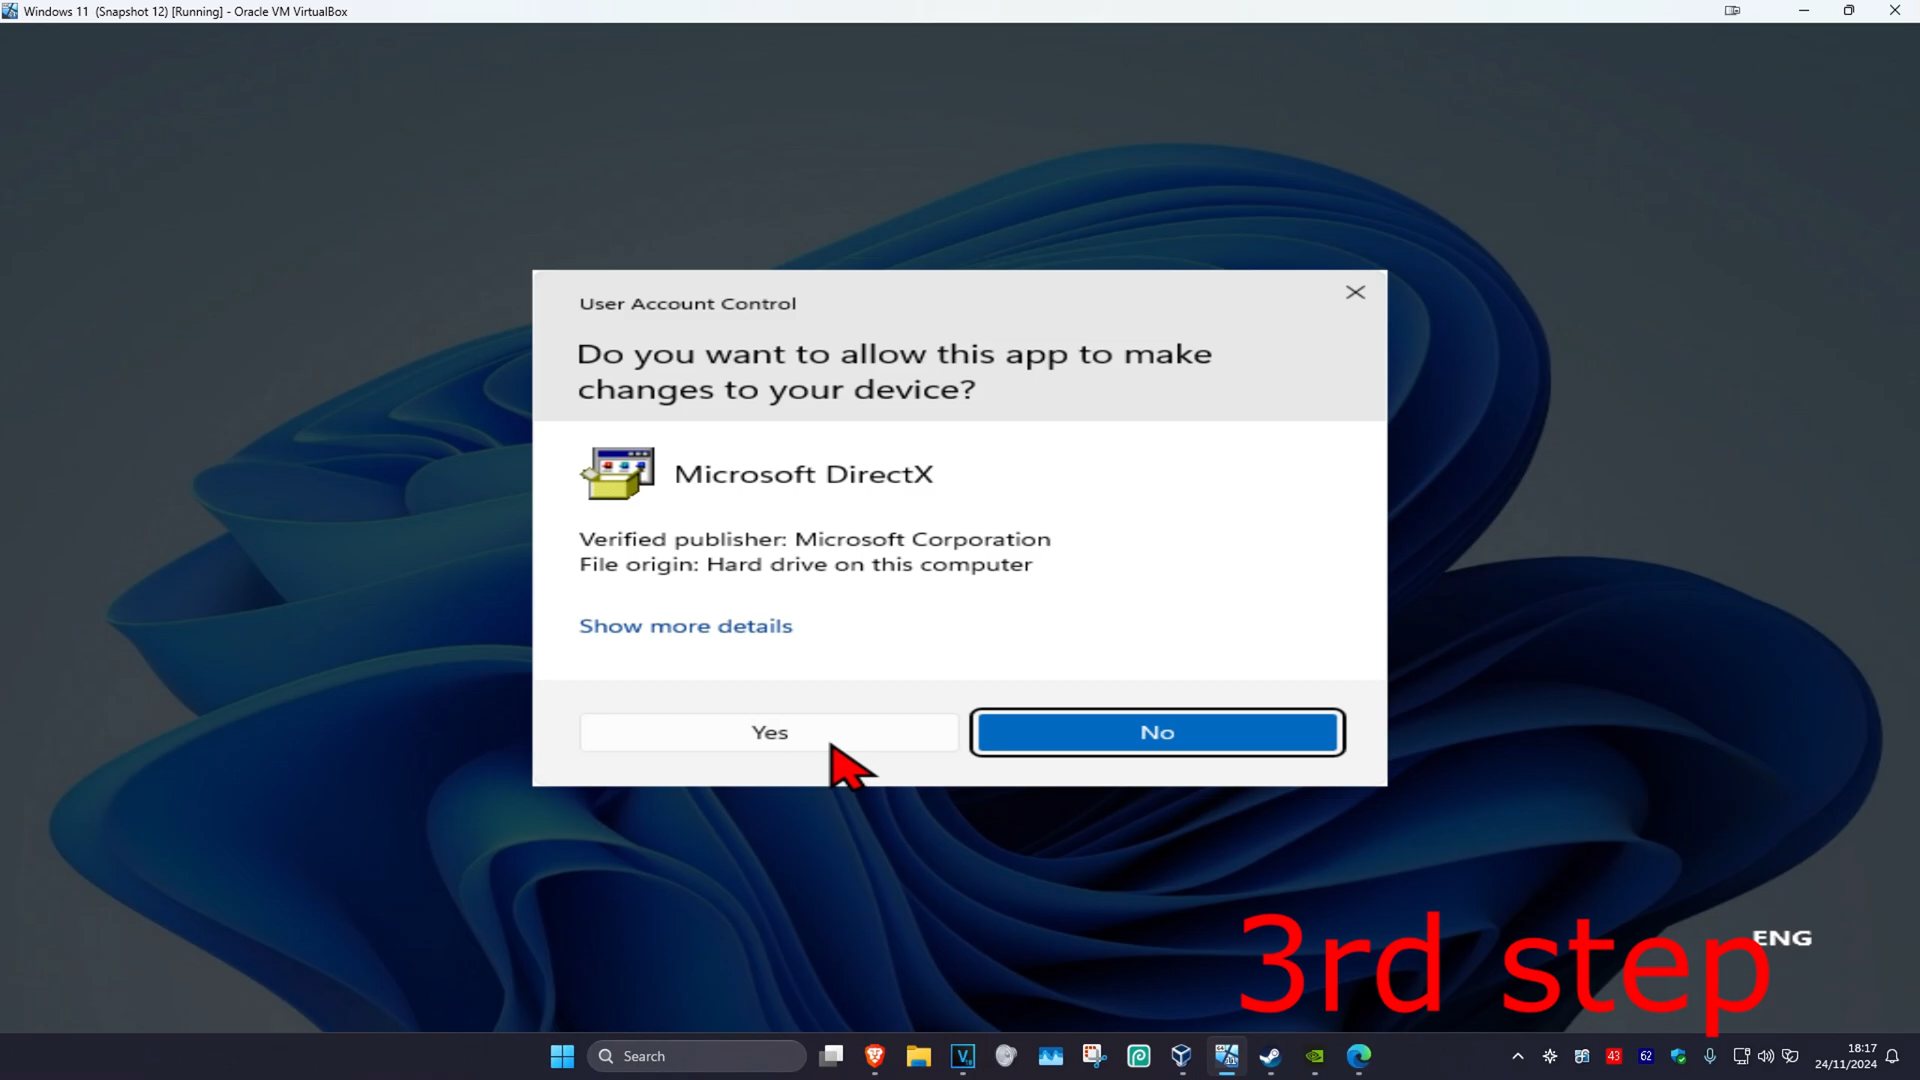 Windows 11 (Snapshot 12) [Running] - Oracle VM VirtualBox
User Account Control
Do you want to allow this app to make
changes to your device?
Microsoft DirectX
Verified publisher: Microsoft Corporation
File origin: Hard drive on this computer
Show more details
Yes
No
3rd step
ENG
Search
43
62
18:17
24/11/2024